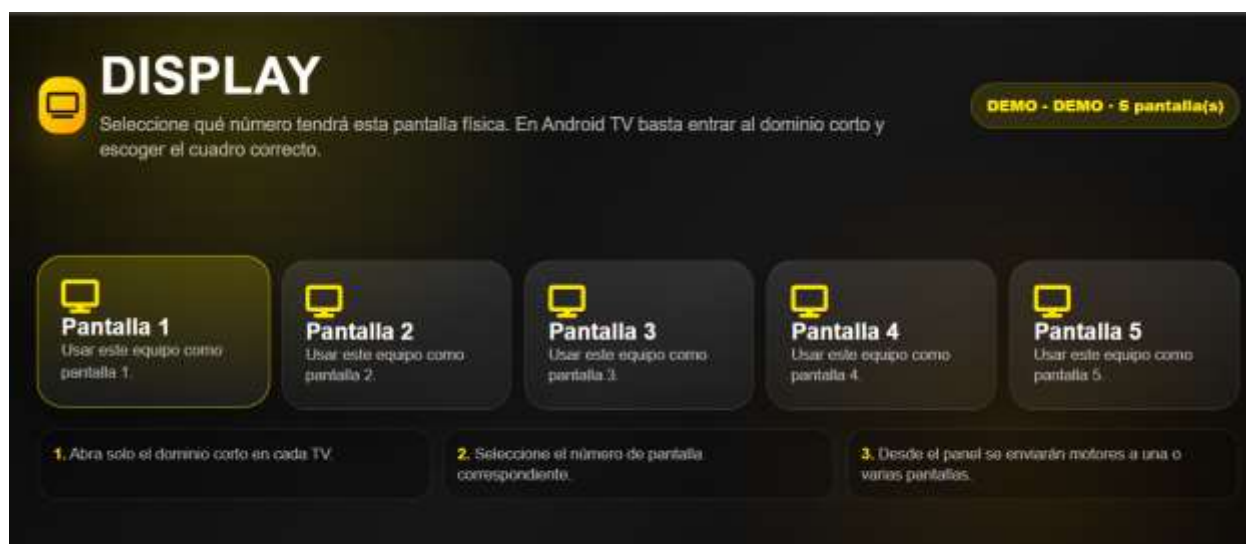 DISPLAY
Seleccione qué número tendrá esta pantalla física. En Android TV basta entrar al dominio corto y
escoger el cuadro correcto.
DEMO - DEMO · 5 pantalla(s)
Pantalla 1
Usar este equipo como
pantalla 1.
Pantalla 2
Usar este equipo como
pantalla 2.
Pantalla 3
Usar este equipo como
pantalla 3.
Pantalla 4
Usar este equipo como
pantalla 4.
Pantalla 5
Usar este equipo como
pantalla 5.
1. Abra solo el dominio corto en cada TV.
2. Seleccione el número de pantalla
correspondiente.
3. Desde el panel se enviarán motores a una o
varias pantallas.